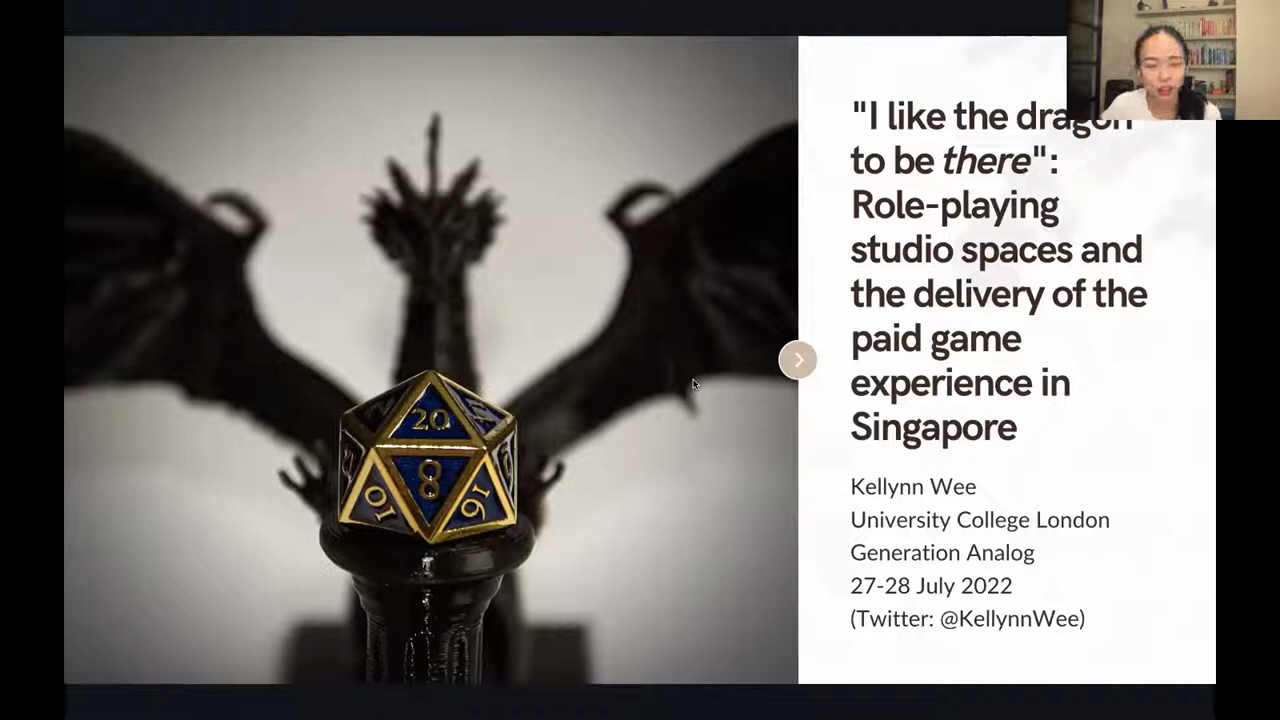 "I like the dragon
to be there":
Role-playing
studio spaces and
the delivery of the
paid game
experience in
Singapore
Kellynn Wee
University College London
Generation Analog
27-28 July 2022
(Twitter: @KellynnWee)
20
8
10
16